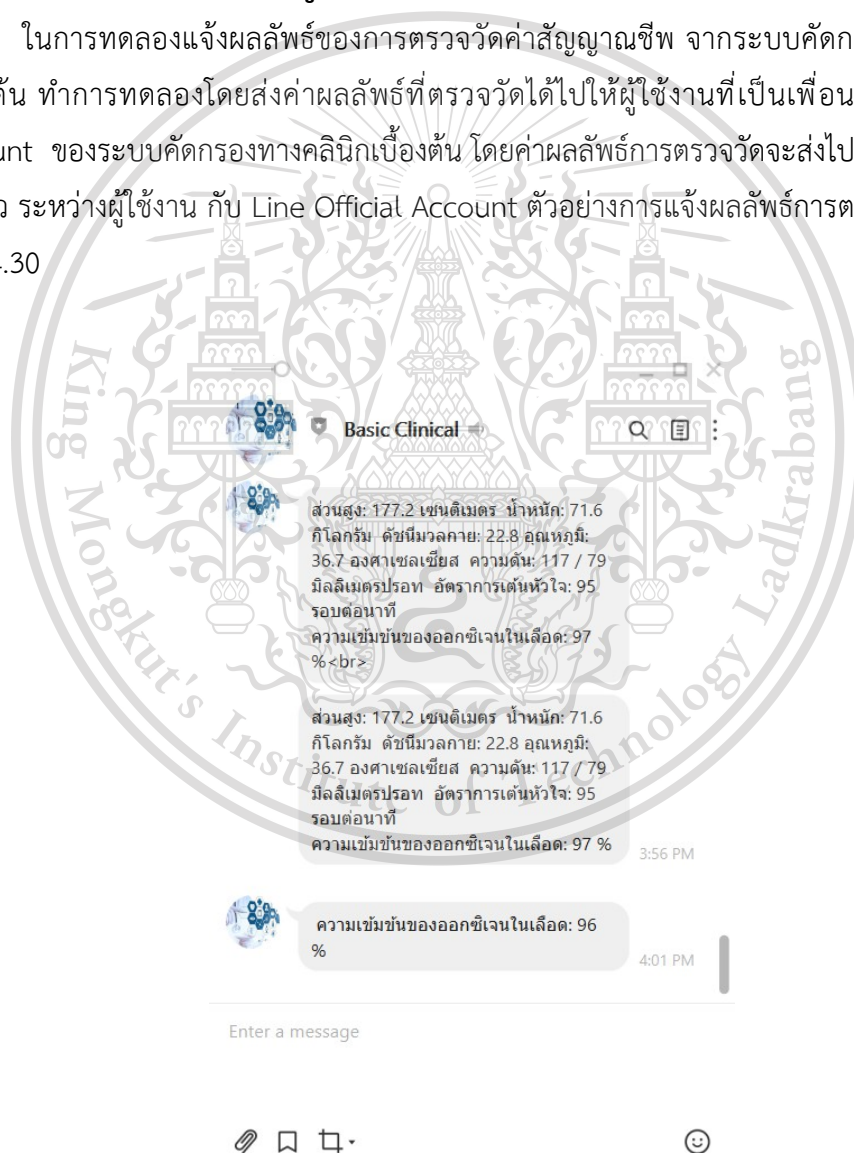 ในการทดลองแจ้งผลลัพธ์ของการตรวจวัดค่าสัญญาณชีพ จากระบบคัดก
ต้น ทำการทดลองโดยส่งค่าผลลัพธ์ที่ตรวจวัดได้ไปให้ผู้ใช้งานที่เป็นเพื่อน
unt ของระบบคัดกรองทางคลินิกเบื้องต้น โดยค่าผลลัพธ์การตรวจวัดจะส่งไป
ว ระหว่างผู้ใช้งาน กับ Line Official Account ตัวอย่างการแจ้งผลลัพธ์การต
.30
King Mongkut's Institute of Technology Ladkrabang
Basic Clinical
ส่วนสูง: 177.2 เซนติเมตร น้ำหนัก: 71.6
กิโลกรัม ดัชนีมวลกาย: 22.8 อุณหภูมิ:
36.7 องศาเซลเซียส ความดัน: 117 / 79
มิลลิเมตรปรอท อัตราการเต้นหัวใจ: 95
รอบต่อนาที
ความเข้มข้นของออกซิเจนในเลือด: 97
%<br>
ส่วนสูง: 177.2 เซนติเมตร น้ำหนัก: 71.6
กิโลกรัม ดัชนีมวลกาย: 22.8 อุณหภูมิ:
36.7 องศาเซลเซียส ความดัน: 117 / 79
มิลลิเมตรปรอท อัตราการเต้นหัวใจ: 95
รอบต่อนาที
ความเข้มข้นของออกซิเจนในเลือด: 97 %
3:56 PM
ความเข้มข้นของออกซิเจนในเลือด: 96
%
4:01 PM
Enter a message